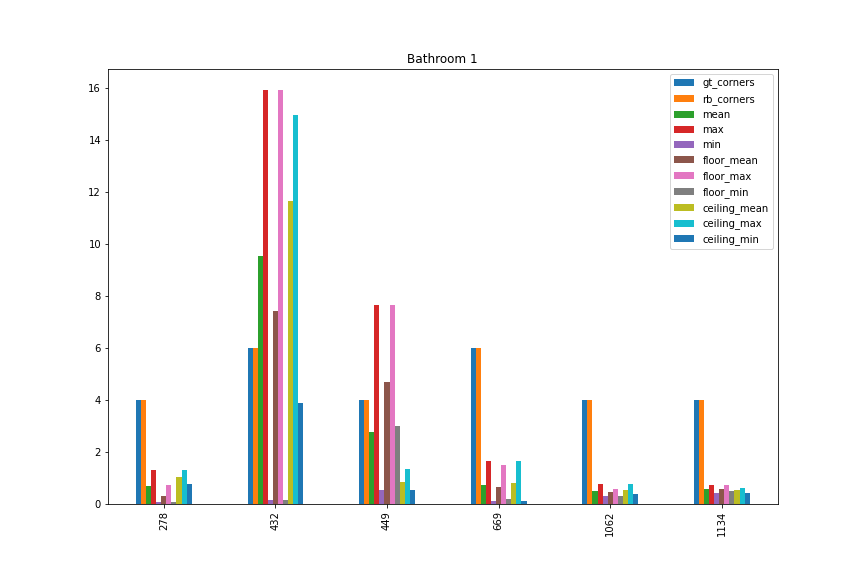 Bathroom 1
gt_corners
rb_corners
mean
max
min
floor_mean
floor_max
floor_min
ceiling_mean
ceiling_max
ceiling_min
16
14
12
10
8
6
4
2
0
278
432
449
669
1062
1134